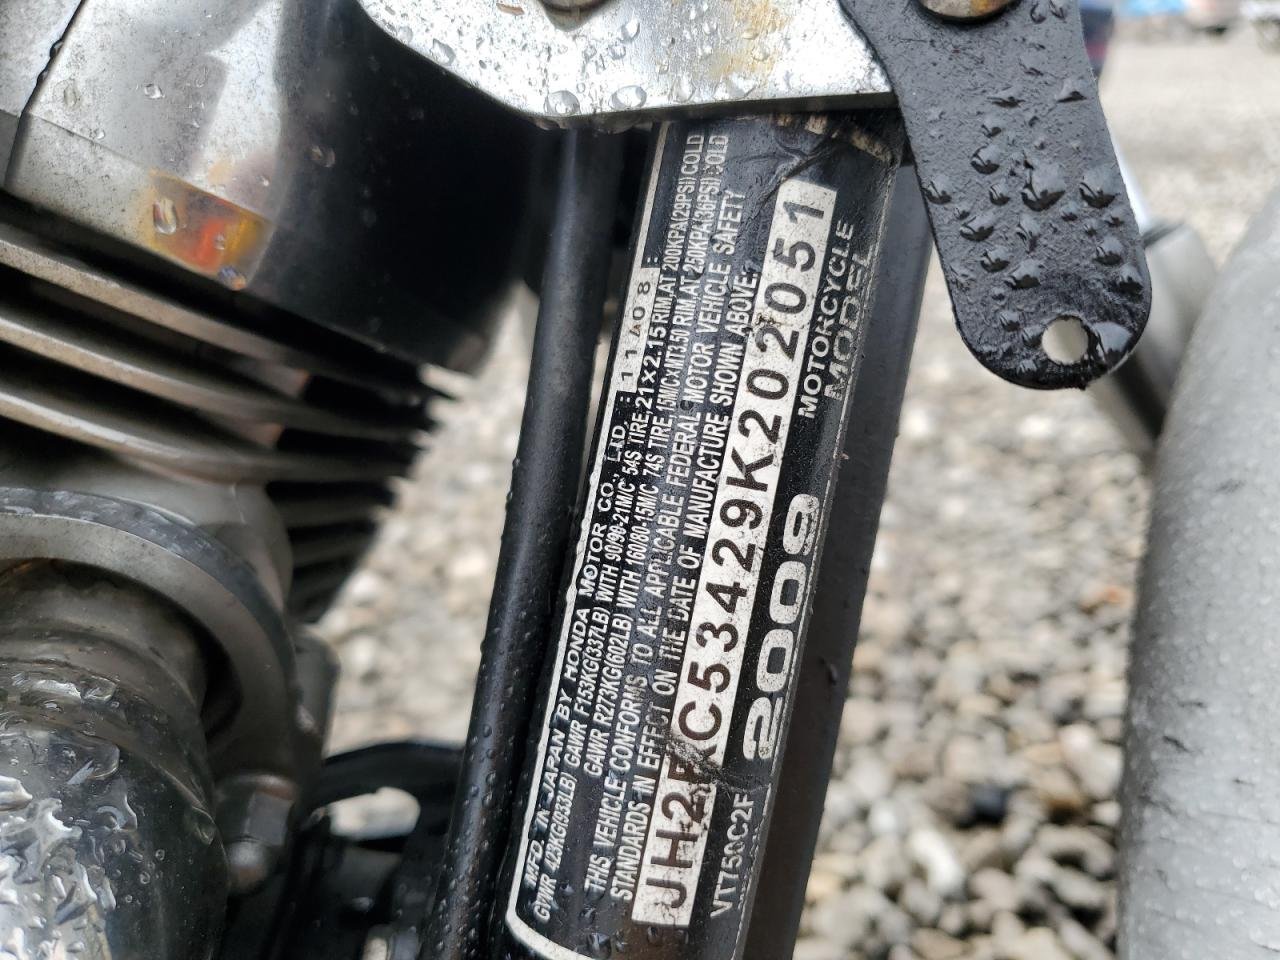 MFD. IN JAPAN BY HONDA MOTOR CO., LTD. 11/08
GVWR 423KG(933LB) GAWR F153KG(337LB) WITH 90/90-21M/C 54S TIRE,21×2.15 RIM,AT 200KPA(29PSI)COLD
GAWR R273KG(602LB) WITH 160/80-15M/C 74S TIRE 15M/C×MT3.50 RIM,AT 250KPA(36PSI)COLD
THIS VEHICLE CONFORMS TO ALL APPLICABLE FEDERAL MOTOR VEHICLE SAFETY
STANDARDS IN EFFECT ON THE DATE OF MANUFACTURE SHOWN ABOVE.
JH2RC53429K202051
VT750C2F 2009 MOTORCYCLE
MODEL